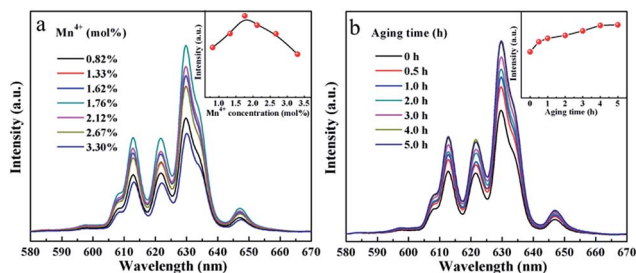 a
Mn4+ (mol%)
0.82%
1.33%
1.62%
1.76%
2.12%
2.67%
3.30%
Intensity (a.u.)
1.0 1.5 2.0 2.5 3.0 3.5
Mn4+ concentration (mol%)
Intensity (a.u.)
580 590 600 610 620 630 640 650 660 670
Wavelength (nm)
b
Aging time (h)
0 h
0.5 h
1.0 h
2.0 h
3.0 h
4.0 h
5.0 h
Intensity (a.u.)
0 1 2 3 4 5
Aging time (h)
Intensity (a.u.)
580 590 600 610 620 630 640 650 660 670
Wavelength (nm)